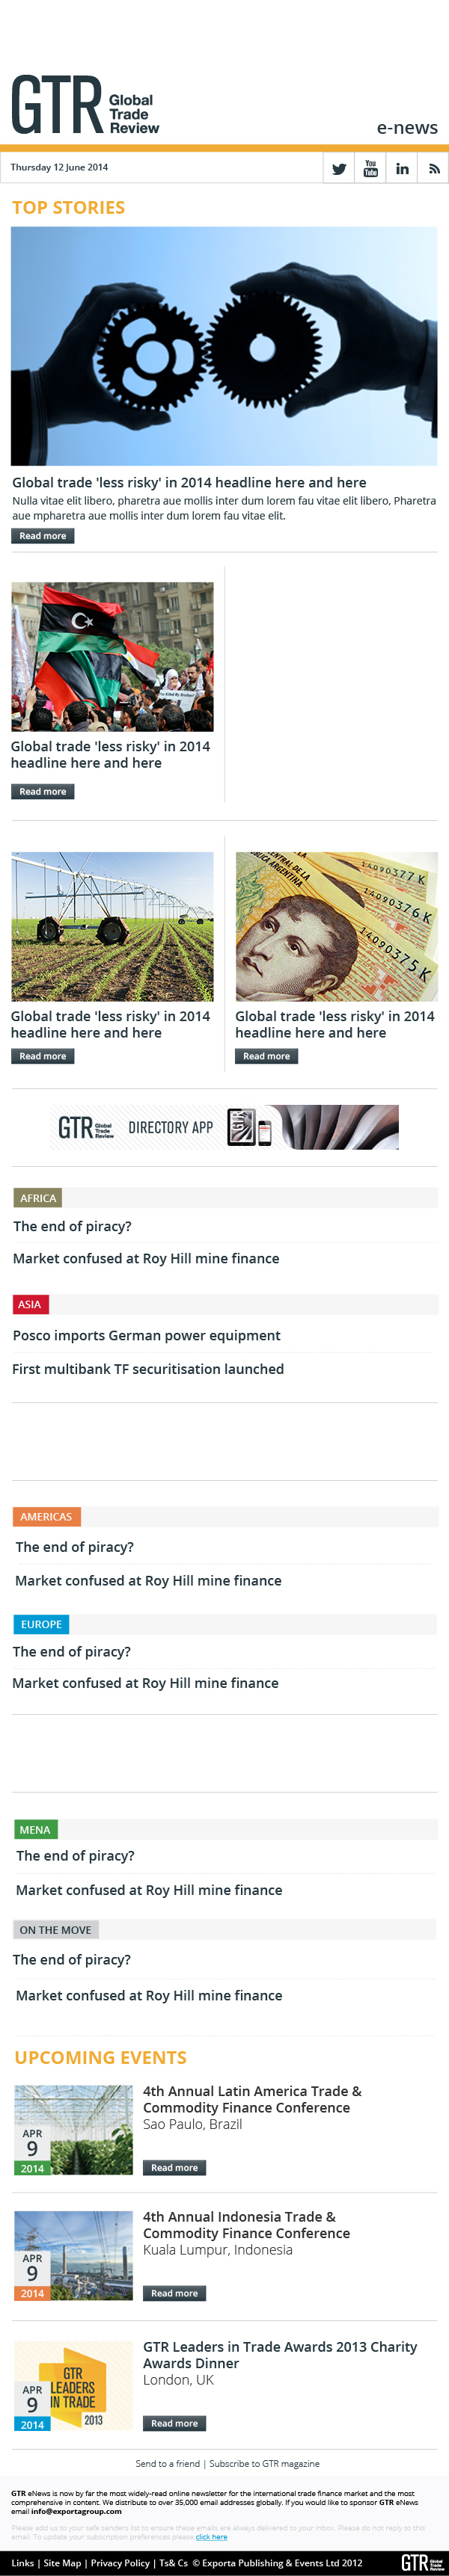 GTR Global
Trade
Review
e-news
Thursday 12 June 2014
You
Tube
in
TOP STORIES
Global trade 'less risky' in 2014 headline here and here
Nulla vitae elit libero, pharetra aue mollis inter dum lorem fau vitae elit libero, Pharetra
aue mpharetra aue mollis inter dum lorem fau vitae elit.
Read more
Global trade 'less risky' in 2014
headline here and here
Read more
CENTRAL DE LA
REPÚBLICA ARGENTINA
14090377K
14090376K
14090375K
Global trade 'less risky' in 2014
headline here and here
Read more
Global trade 'less risky' in 2014
headline here and here
Read more
GTR Global
Trade
Review
DIRECTORY APP
AFRICA
The end of piracy?
Market confused at Roy Hill mine finance
ASIA
Posco imports German power equipment
First multibank TF securitisation launched
AMERICAS
The end of piracy?
Market confused at Roy Hill mine finance
EUROPE
The end of piracy?
Market confused at Roy Hill mine finance
MENA
The end of piracy?
Market confused at Roy Hill mine finance
ON THE MOVE
The end of piracy?
Market confused at Roy Hill mine finance
UPCOMING EVENTS
APR
9
2014
4th Annual Latin America Trade &
Commodity Finance Conference
Sao Paulo, Brazil
Read more
APR
9
2014
4th Annual Indonesia Trade &
Commodity Finance Conference
Kuala Lumpur, Indonesia
Read more
GTR
LEADERS
IN TRADE
2013
APR
9
2014
GTR Leaders in Trade Awards 2013 Charity
Awards Dinner
London, UK
Read more
Send to a friend | Subscribe to GTR magazine
GTR eNews is now by far the most widely-read online newsletter for the international trade finance market and the most
comprehensive in content. We distribute to over 35,000 email addresses globally. If you would like to sponsor GTR eNews
email info@exportagroup.com
Please add us to your safe senders list to ensure these emails are always delivered to your inbox. Please do not reply to this
email. To update your subscription preferences please click here
Links | Site Map | Privacy Policy | Ts& Cs © Exporta Publishing & Events Ltd 2012
GTR Global
Trade
Review